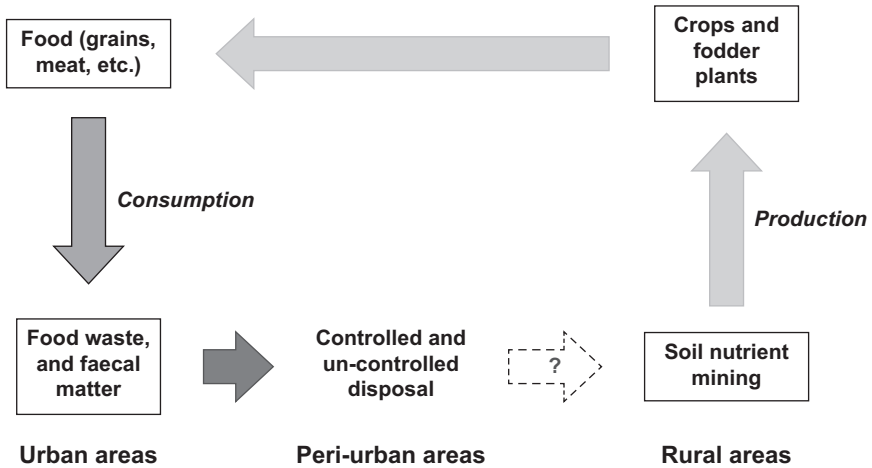 Food (grains,
meat, etc.)
Crops and
fodder
plants
Consumption
Production
Food waste,
and faecal
matter
Controlled and
un-controlled
disposal
?
Soil nutrient
mining
Urban areas
Peri-urban areas
Rural areas